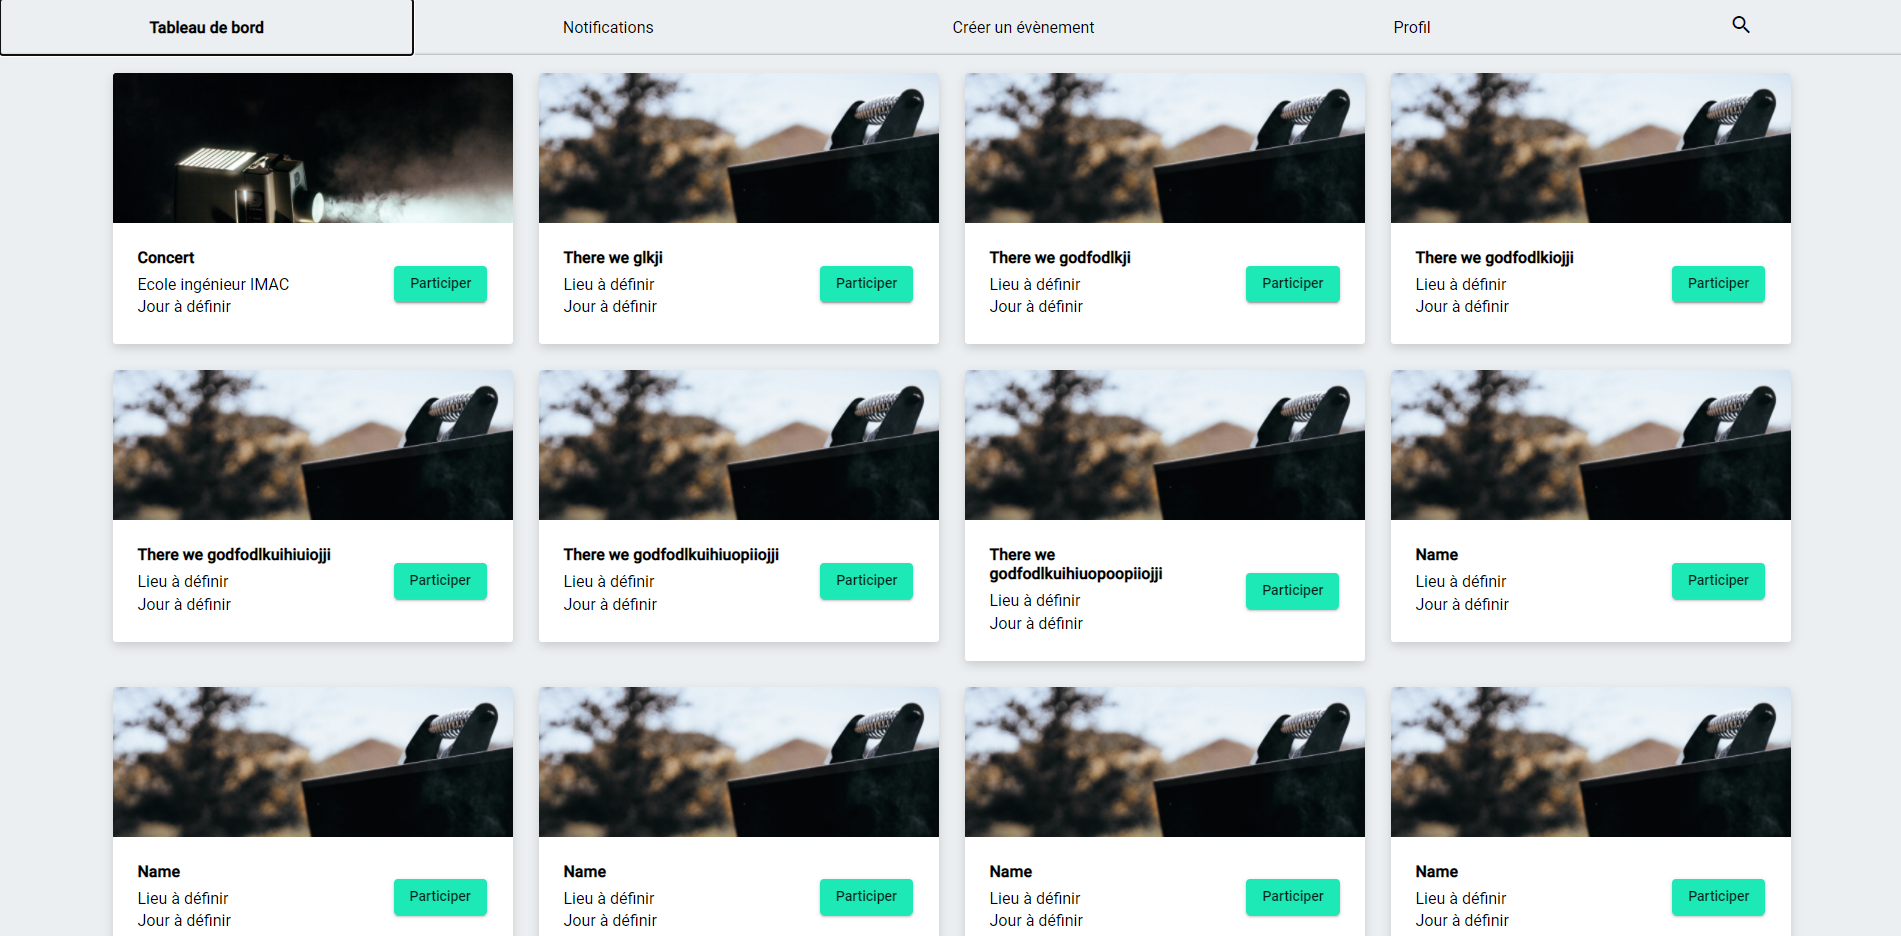 Tableau de bord
Notifications
Créer un évènement
Profil
Concert
Ecole ingénieur IMAC
Jour à définir
Participer
There we glkji
Lieu à définir
Jour à définir
Participer
There we godfodlkji
Lieu à définir
Jour à définir
Participer
There we godfodlkiojji
Lieu à définir
Jour à définir
Participer
There we godfodlkuihiuiojji
Lieu à définir
Jour à définir
Participer
There we godfodlkuihiuopiiojji
Lieu à définir
Jour à définir
Participer
There we
godfodlkuihiuopoopiiojji
Lieu à définir
Jour à définir
Participer
Name
Lieu à définir
Jour à définir
Participer
Name
Lieu à définir
Jour à définir
Participer
Name
Lieu à définir
Jour à définir
Participer
Name
Lieu à définir
Jour à définir
Participer
Name
Lieu à définir
Jour à définir
Participer